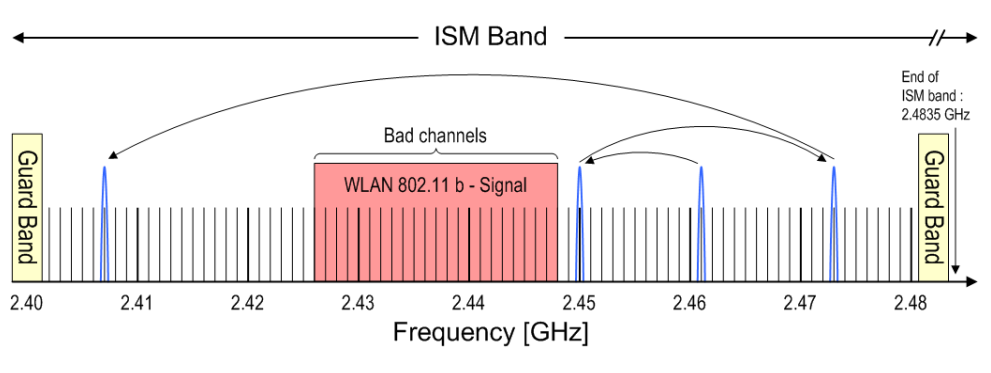 ISM Band
End of
ISM band :
2.4835 GHz
Bad channels
Guard Band
WLAN 802.11 b - Signal
Guard Band
2.40 2.41 2.42 2.43 2.44 2.45 2.46 2.47 2.48
Frequency [GHz]